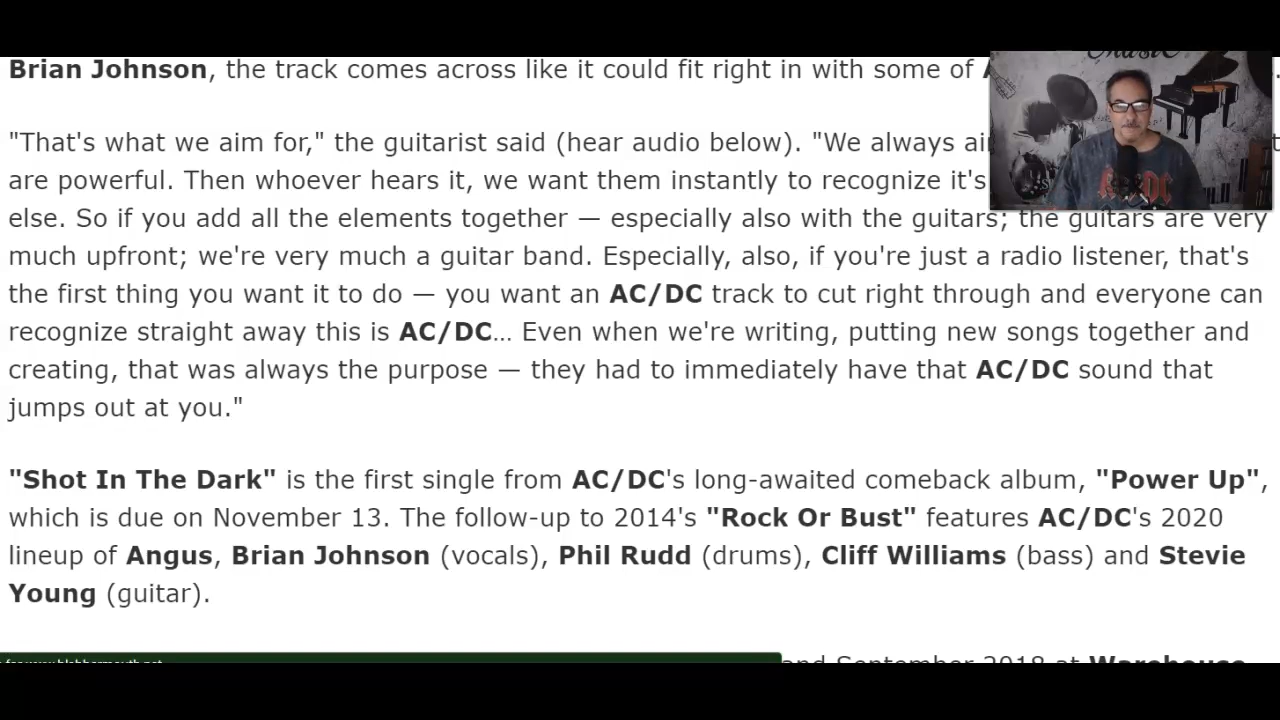 Brian Johnson, the track comes across like it could fit right in with some of
Music
"That's what we aim for," the guitarist said (hear audio below). "We always
are powerful. Then whoever hears it, we want them instantly to recognize it's
AC/DC
else. So if you add all the elements together — especially also with the guitars; the guitars are very
much upfront; we're very much a guitar band. Especially, also, if you're just a radio listener, that's
the first thing you want it to do — you want an AC/DC track to cut right through and everyone can
recognize straight away this is AC/DC... Even when we're writing, putting new songs together and
creating, that was always the purpose — they had to immediately have that AC/DC sound that
jumps out at you."
"Shot In The Dark" is the first single from AC/DC's long-awaited comeback album, "Power Up",
which is due on November 13. The follow-up to 2014's "Rock Or Bust" features AC/DC's 2020
lineup of Angus, Brian Johnson (vocals), Phil Rudd (drums), Cliff Williams (bass) and Stevie
Young (guitar).
and September 2018 at Warehouse